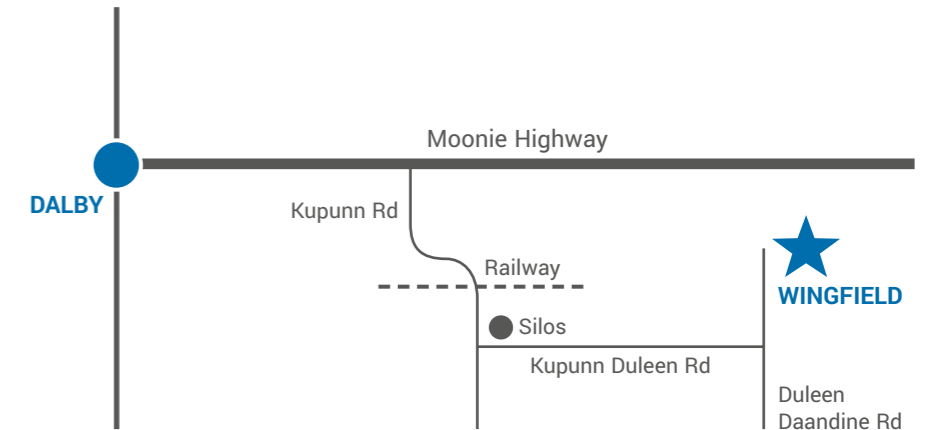 Moonie Highway
DALBY
Kupunn Rd
Railway
WINGFIELD
Silos
Kupunn Duleen Rd
Duleen
Daandine Rd